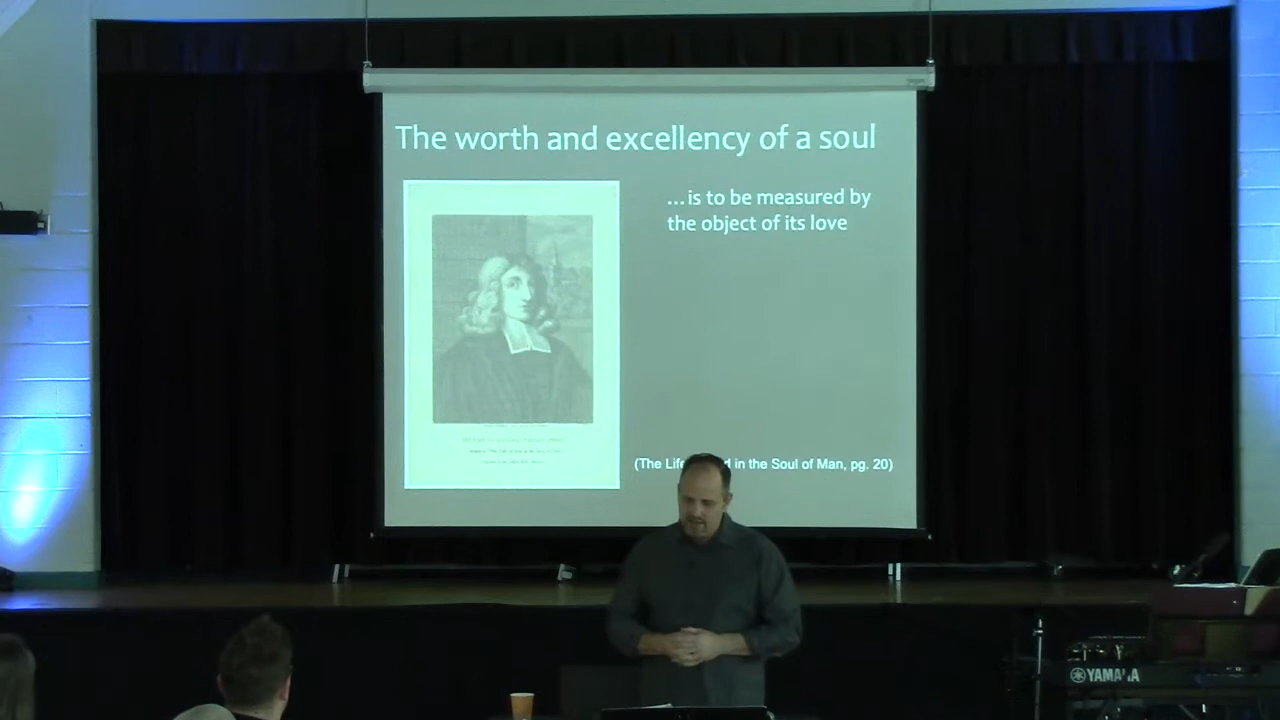 The worth and excellency of a soul
...is to be measured by
the object of its love
(The Life d in the Soul of Man, pg. 20)
YAMAHA